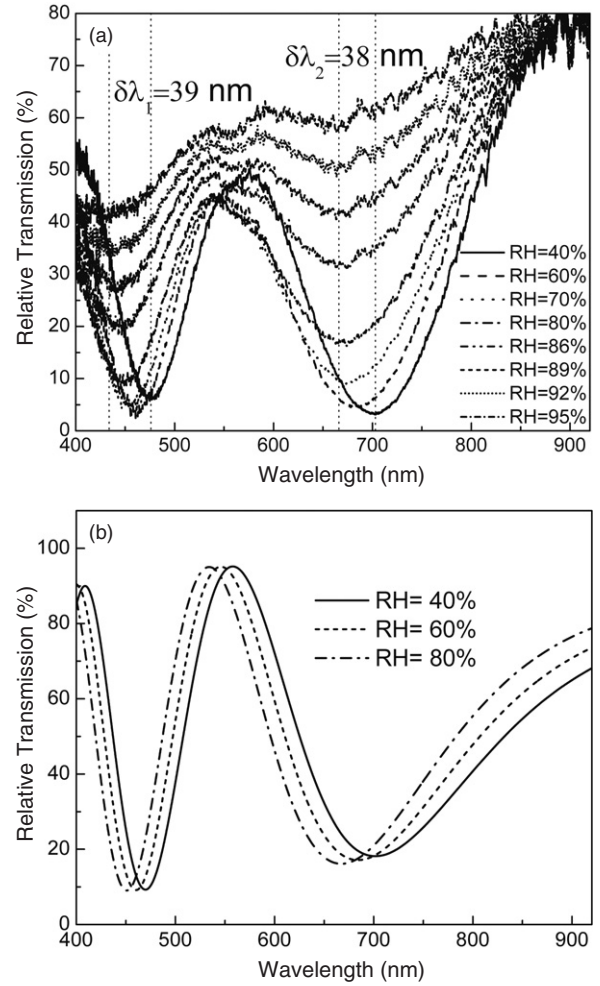 (a)
δλ₁=39 nm
δλ₂=38 nm
80
70
60
50
40
30
20
10
0
Relative Transmission (%)
RH=40%
RH=60%
RH=70%
RH=80%
RH=86%
RH=89%
RH=92%
RH=95%
400 500 600 700 800 900
Wavelength (nm)
(b)
100
80
60
40
20
0
Relative Transmission (%)
RH= 40%
RH= 60%
RH= 80%
400 500 600 700 800 900
Wavelength (nm)